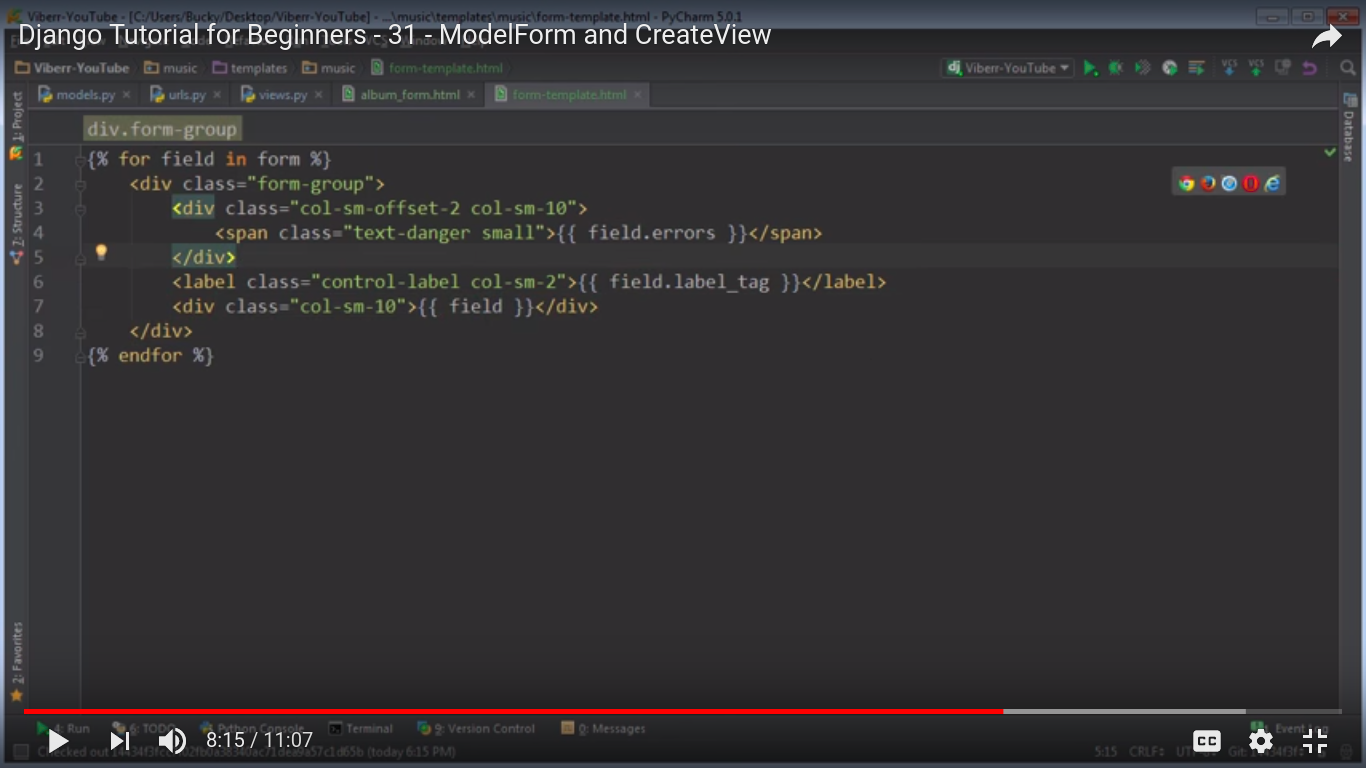 Viberr-YouTube - [C:/Users/Bucky/Desktop/Viberr-YouTube] - ...\music\templates\music\form-template.html - PyCharm 5.0.1
Django Tutorial for Beginners - 31 - ModelForm and CreateView
Viberr-YouTube music templates music form-template.html
Viberr-YouTube
VCS VCS
models.py urls.py views.py album_form.html form-template.html
1: Project
Database
div.form-group
1 {% for field in form %}
2 <div class="form-group">
3 <div class="col-sm-offset-2 col-sm-10">
4 <span class="text-danger small">{{ field.errors }}</span>
5 </div>
6 <label class="control-label col-sm-2">{{ field.label_tag }}</label>
7 <div class="col-sm-10">{{ field }}</div>
8 </div>
9 {% endfor %}
7: Structure
2: Favorites
4: Run 6: TODO Python Console Terminal 9: Version Control 0: Messages Event Log
8:15 / 11:07
CC
Checked out (today 6:15 PM)
5:15 CRLF